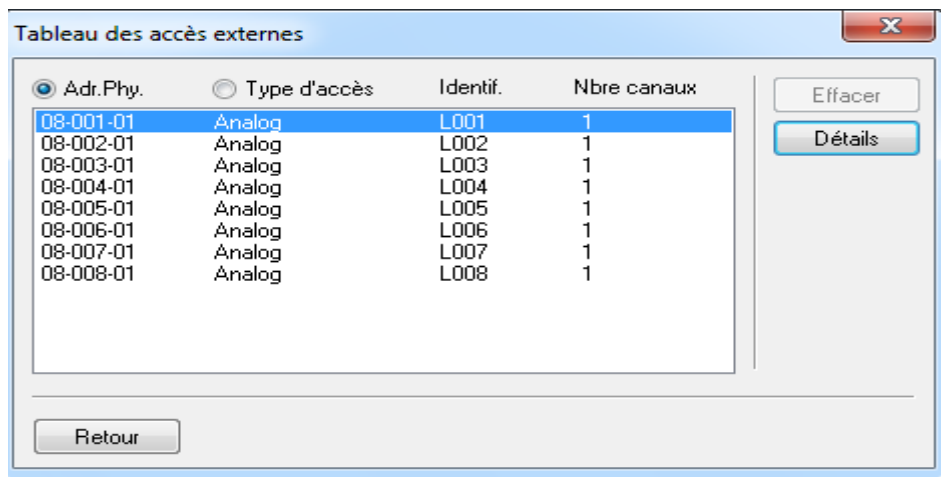 Tableau des accès externes
Adr.Phy. Type d'accès Identif. Nbre canaux
08-001-01 Analog L001 1
08-002-01 Analog L002 1
08-003-01 Analog L003 1
08-004-01 Analog L004 1
08-005-01 Analog L005 1
08-006-01 Analog L006 1
08-007-01 Analog L007 1
08-008-01 Analog L008 1
Effacer
Détails
Retour